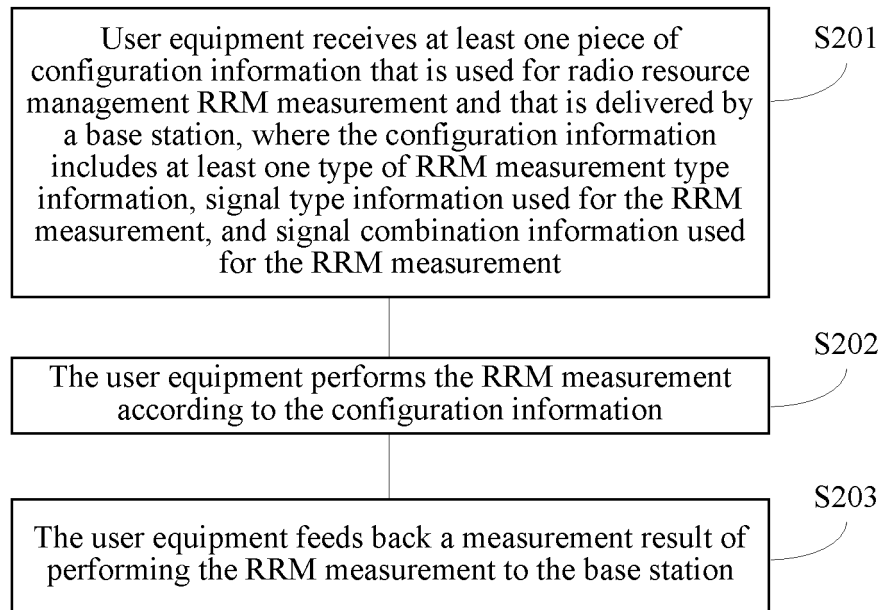 User equipment receives at least one piece of
configuration information that is used for radio resource
management RRM measurement and that is delivered by
a base station, where the configuration information
includes at least one type of RRM measurement type
information, signal type information used for the RRM
measurement, and signal combination information used
for the RRM measurement
S201
The user equipment performs the RRM measurement
according to the configuration information
S202
The user equipment feeds back a measurement result of
performing the RRM measurement to the base station
S203